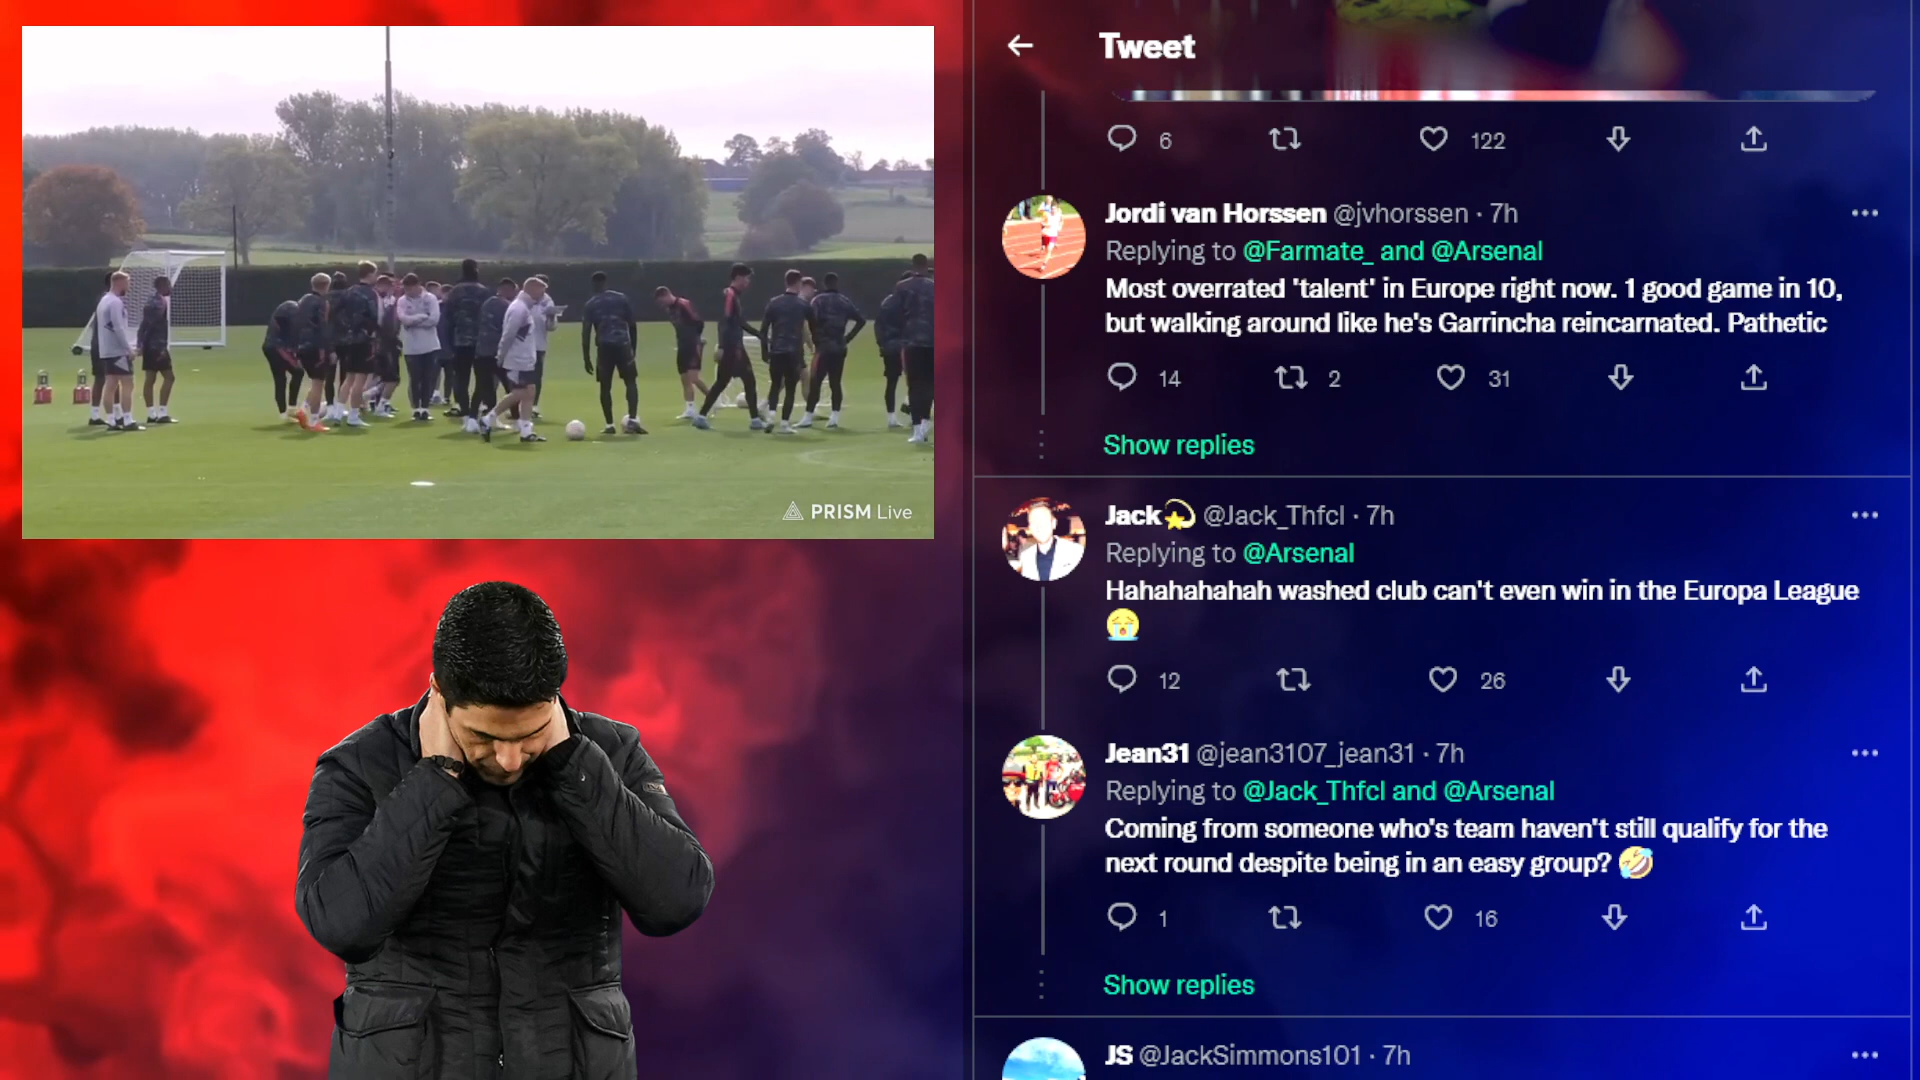 PRISM Live
Tweet
6
122
Jordi van Horssen @jvhorssen · 7h
Replying to @Farmate_ and @Arsenal
Most overrated 'talent' in Europe right now. 1 good game in 10,
but walking around like he's Garrincha reincarnated. Pathetic
14
2
31
Show replies
Jack💫 @Jack_Thfcl · 7h
Replying to @Arsenal
Hahahahahah washed club can't even win in the Europa League
😭
12
26
Jean31 @jean3107_jean31 · 7h
Replying to @Jack_Thfcl and @Arsenal
Coming from someone who's team haven't still qualify for the
next round despite being in an easy group? 🤣
1
16
Show replies
JS @JackSimmons101 · 7h